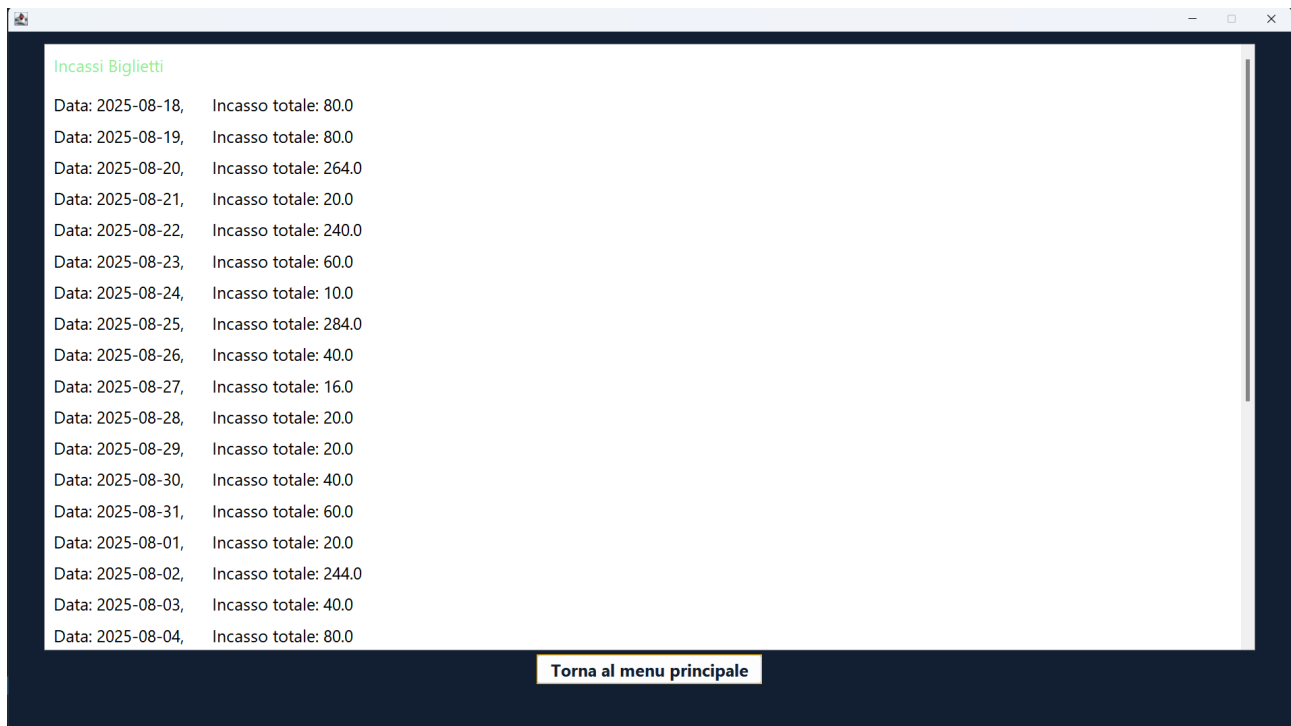 Incassi Biglietti
Data: 2025-08-18, Incasso totale: 80.0
Data: 2025-08-19, Incasso totale: 80.0
Data: 2025-08-20, Incasso totale: 264.0
Data: 2025-08-21, Incasso totale: 20.0
Data: 2025-08-22, Incasso totale: 240.0
Data: 2025-08-23, Incasso totale: 60.0
Data: 2025-08-24, Incasso totale: 10.0
Data: 2025-08-25, Incasso totale: 284.0
Data: 2025-08-26, Incasso totale: 40.0
Data: 2025-08-27, Incasso totale: 16.0
Data: 2025-08-28, Incasso totale: 20.0
Data: 2025-08-29, Incasso totale: 20.0
Data: 2025-08-30, Incasso totale: 40.0
Data: 2025-08-31, Incasso totale: 60.0
Data: 2025-08-01, Incasso totale: 20.0
Data: 2025-08-02, Incasso totale: 244.0
Data: 2025-08-03, Incasso totale: 40.0
Data: 2025-08-04, Incasso totale: 80.0
Torna al menu principale